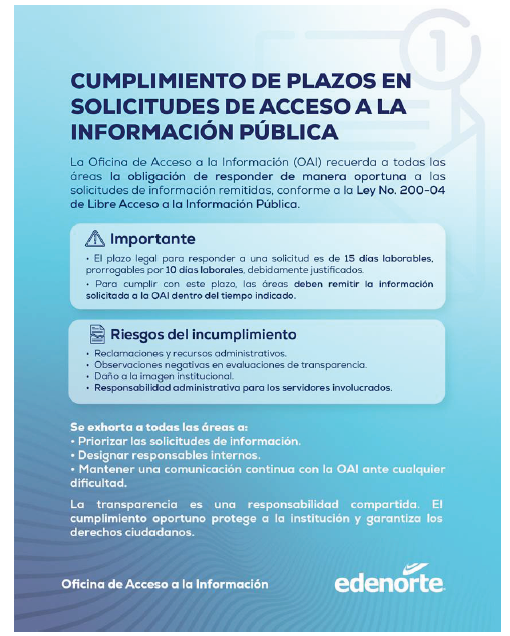 1
CUMPLIMIENTO DE PLAZOS EN
SOLICITUDES DE ACCESO A LA
INFORMACIÓN PÚBLICA
La Oficina de Acceso a la Información (OAI) recuerda a todas las
áreas la obligación de responder de manera oportuna a las
solicitudes de información remitidas, conforme a la Ley No. 200-04
de Libre Acceso a la Información Pública.
Importante
• El plazo legal para responder a una solicitud es de 15 días laborables,
prorrogables por 10 días laborales, debidamente justificados.
• Para cumplir con este plazo, las áreas deben remitir la información
solicitada a la OAI dentro del tiempo indicado.
Riesgos del incumplimiento
• Reclamaciones y recursos administrativos.
• Observaciones negativas en evaluaciones de transparencia.
• Daño a la imagen institucional.
• Responsabilidad administrativa para los servidores involucrados.
Se exhorta a todas las áreas a:
• Priorizar las solicitudes de información.
• Designar responsables internos.
• Mantener una comunicación continua con la OAI ante cualquier
dificultad.
La transparencia es una responsabilidad compartida. El
cumplimiento oportuno protege a la institución y garantiza los
derechos ciudadanos.
Oficina de Acceso a la Información
edenorte